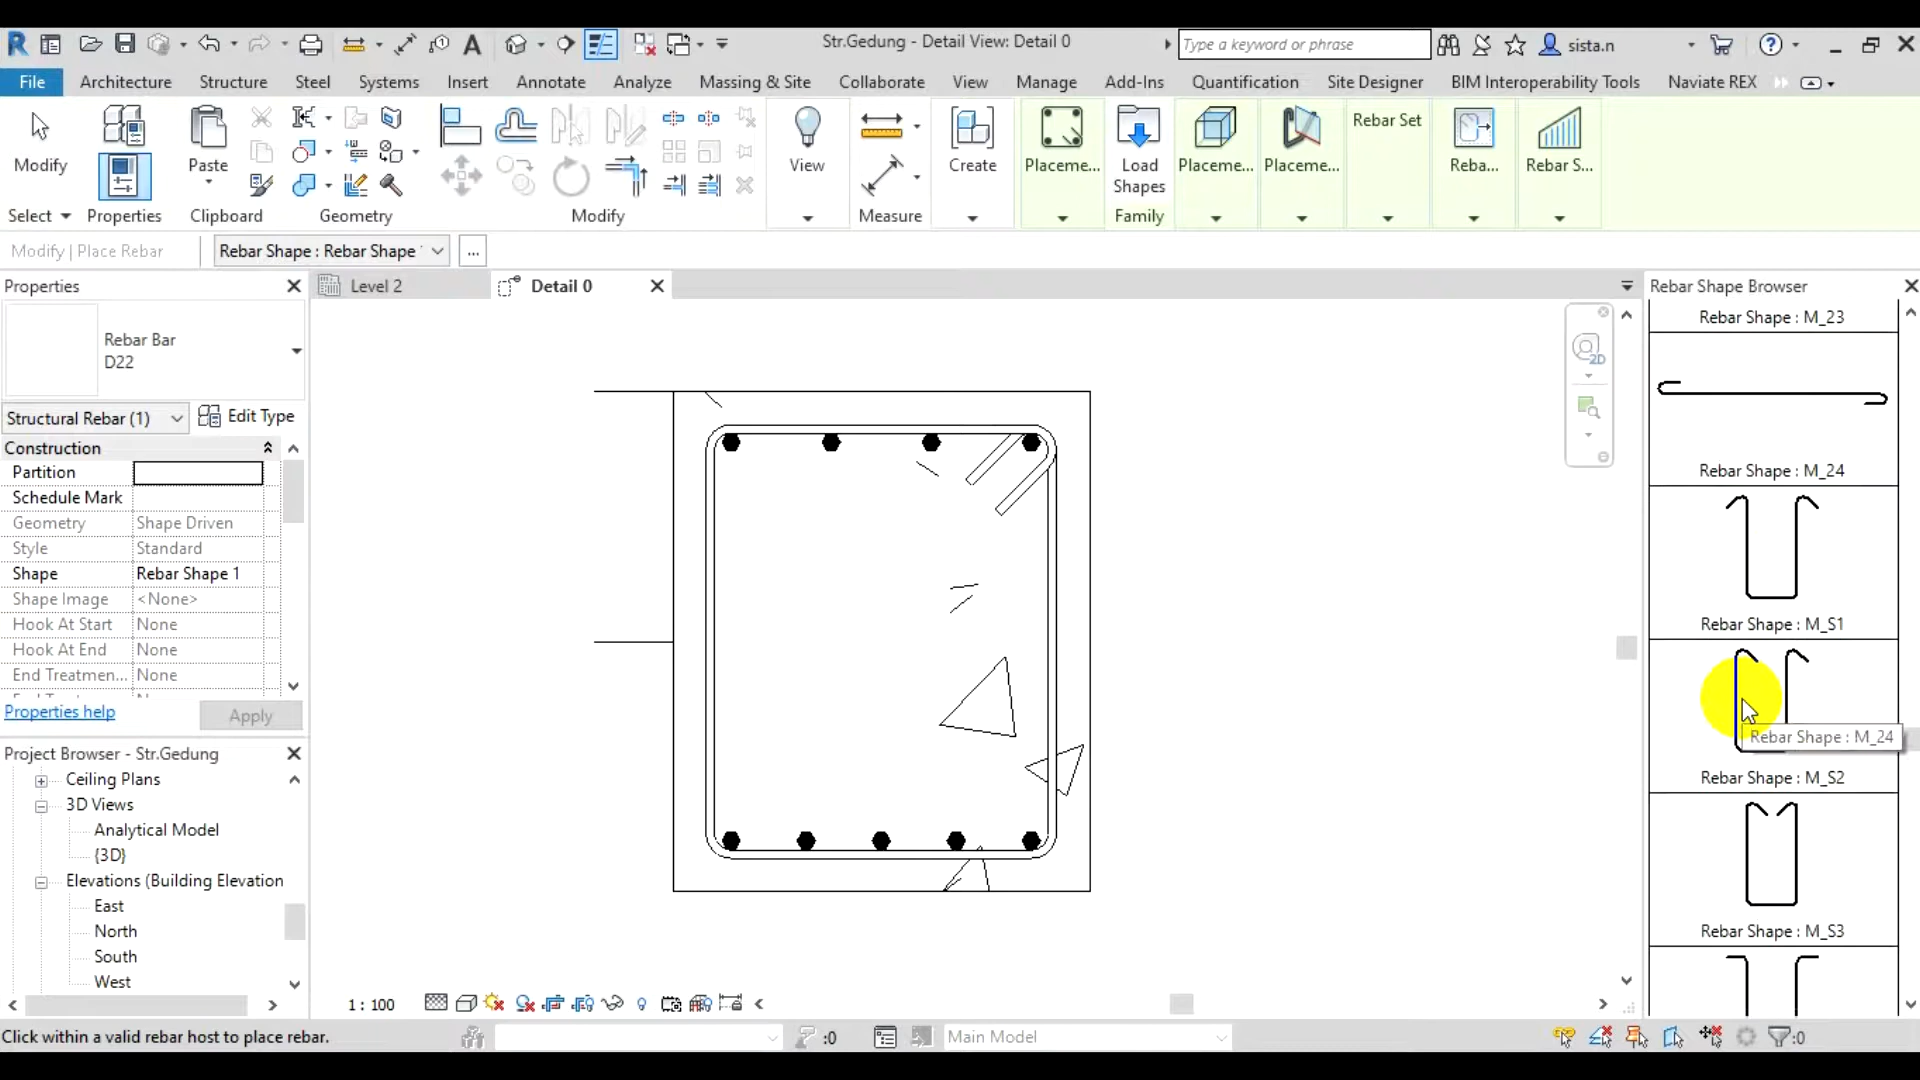 Str.Gedung - Detail View: Detail 0
Type a keyword or phrase
sista.n
File
Architecture
Structure
Steel
Systems
Insert
Annotate
Analyze
Massing & Site
Collaborate
View
Manage
Add-Ins
Quantification
Site Designer
BIM Interoperability Tools
Naviate REX
Modify
Paste
View
Create
Placeme...
Load
Shapes
Placeme...
Placeme...
Rebar Set
Reba...
Rebar S...
Select
Properties
Clipboard
Geometry
Modify
Measure
Family
Modify | Place Rebar
Rebar Shape : Rebar Shape
...
Properties
Level 2
Detail 0
Rebar Shape Browser
Rebar Bar
D22
Structural Rebar (1)
Edit Type
Construction
Partition
Schedule Mark
Geometry
Shape Driven
Style
Standard
Shape
Rebar Shape 1
Shape Image
<None>
Hook At Start
None
Hook At End
None
End Treatmen...
None
Properties help
Apply
Project Browser - Str.Gedung
Ceiling Plans
3D Views
Analytical Model
{3D}
Elevations (Building Elevation
East
North
South
West
2D
Rebar Shape : M_23
Rebar Shape : M_24
Rebar Shape : M_S1
Rebar Shape : M_24
Rebar Shape : M_S2
Rebar Shape : M_S3
1 : 100
Click within a valid rebar host to place rebar.
:0
Main Model
:0